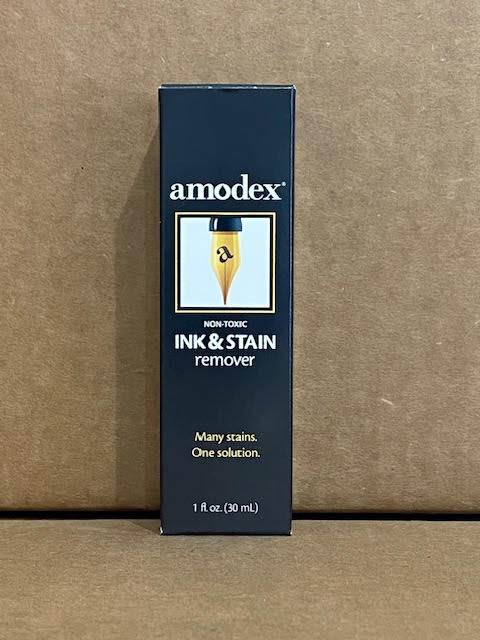 amodex®
a
NON-TOXIC
INK & STAIN
remover
Many stains.
One solution.
1 fl. oz. (30 mL)